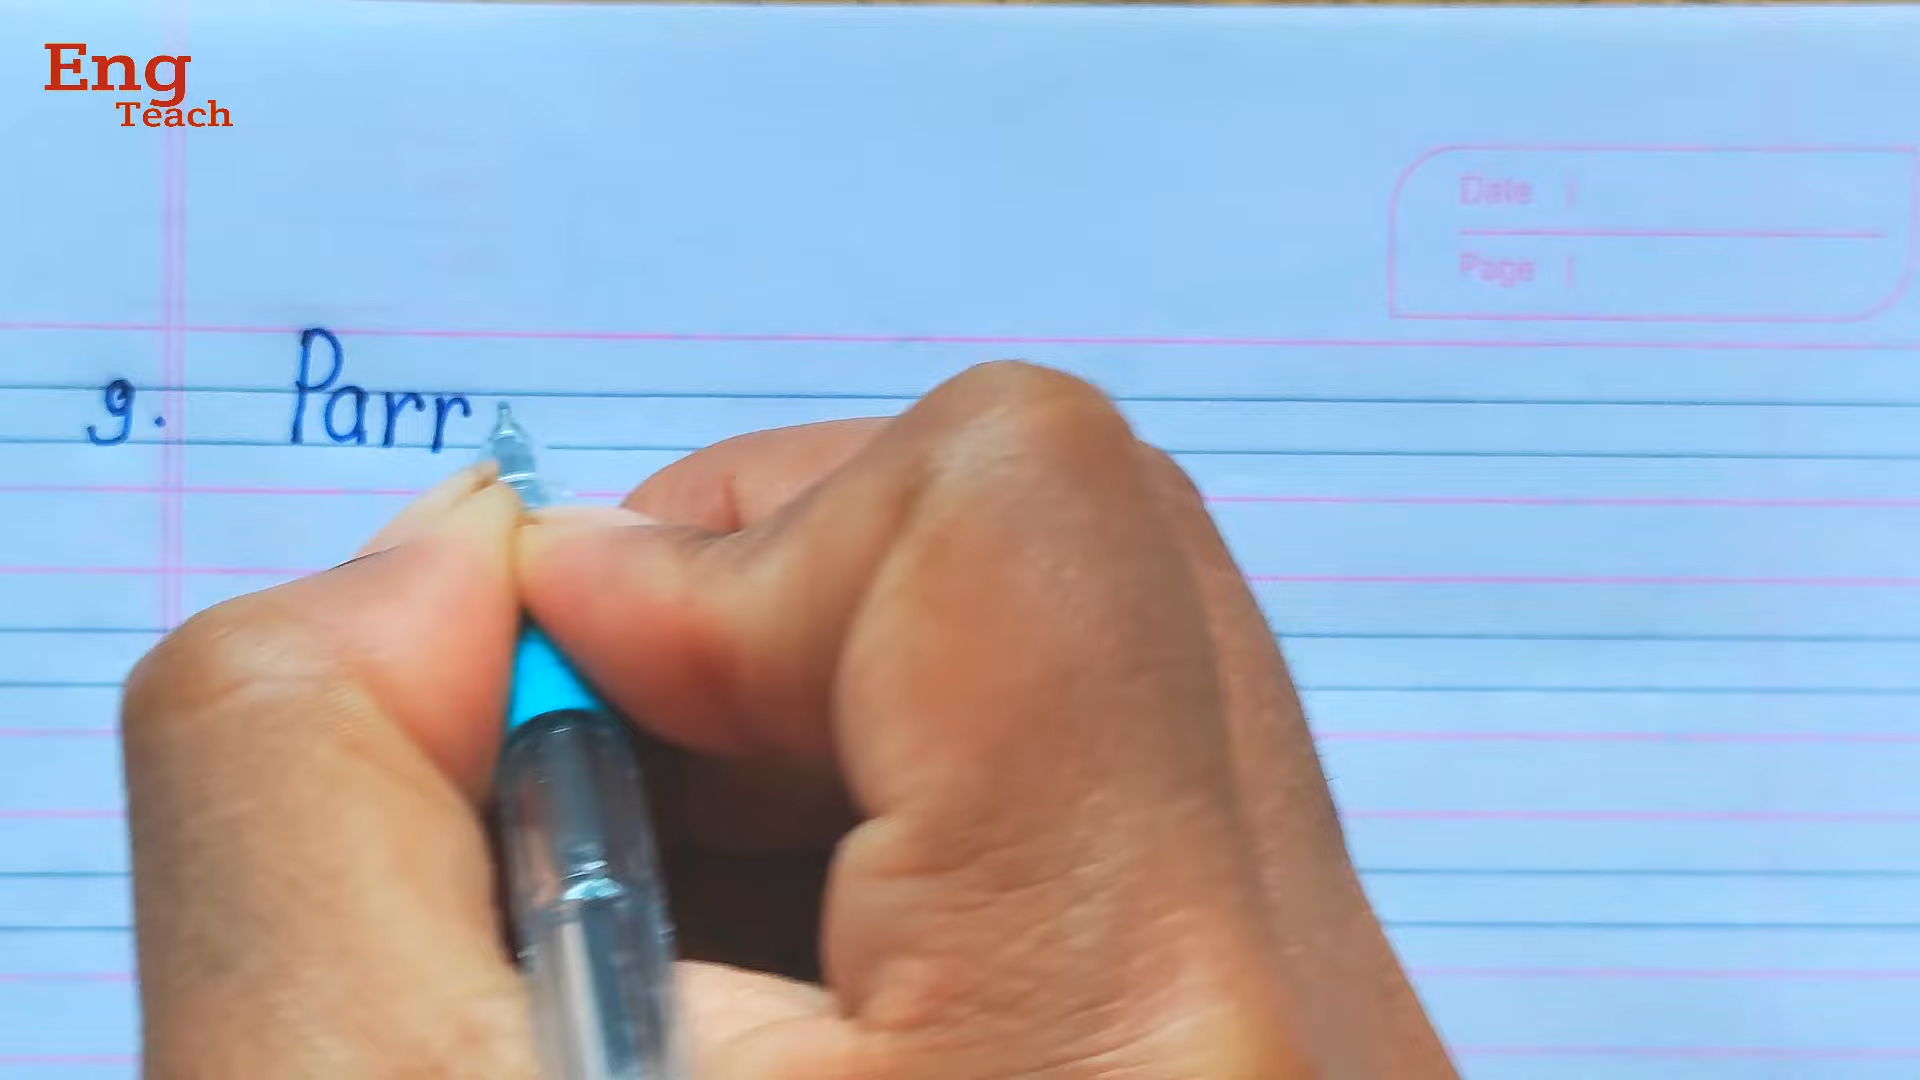 Eng
Teach
Date |
Page |
9. Parr